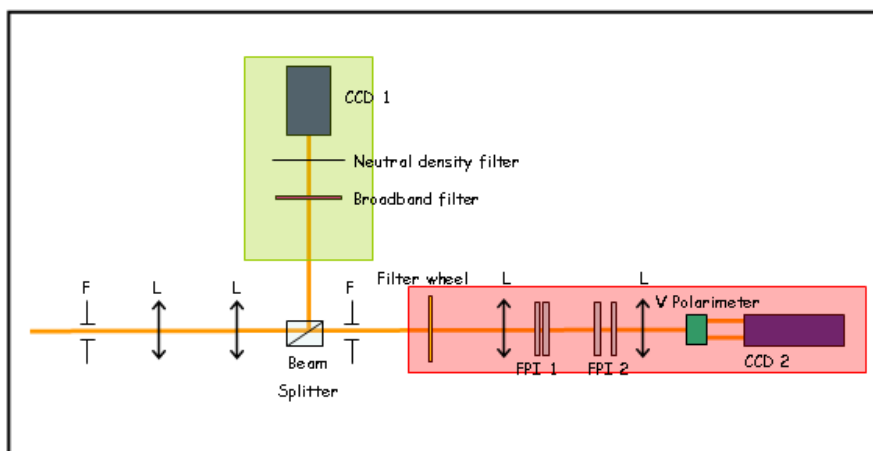 CCD 1
Neutral density filter
Broadband filter
F
L
L
F
Filter wheel
L
L
V Polarimeter
Beam
Splitter
FPI 1
FPI 2
CCD 2